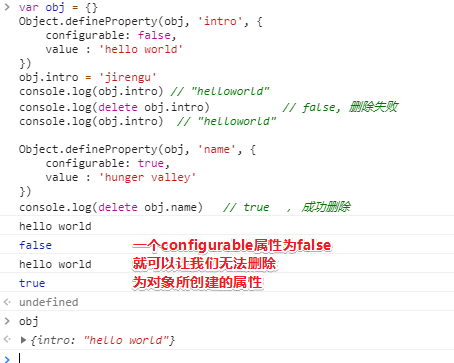 var obj = {}
Object.defineProperty(obj, 'intro', {
configurable: false,
value : 'hello world'
})
obj.intro = 'jirengu'
console.log(obj.intro) // "helloworld"
console.log(delete obj.intro) // false, 删除失败
console.log(obj.intro) // "helloworld"
Object.defineProperty(obj, 'name', {
configurable: true,
value : 'hunger valley'
})
console.log(delete obj.name) // true , 成功删除
hello world
false 一个configurable属性为false
hello world 就可以让我们无法删除
true 为对象所创建的属性
undefined
obj
{intro: "hello world"}